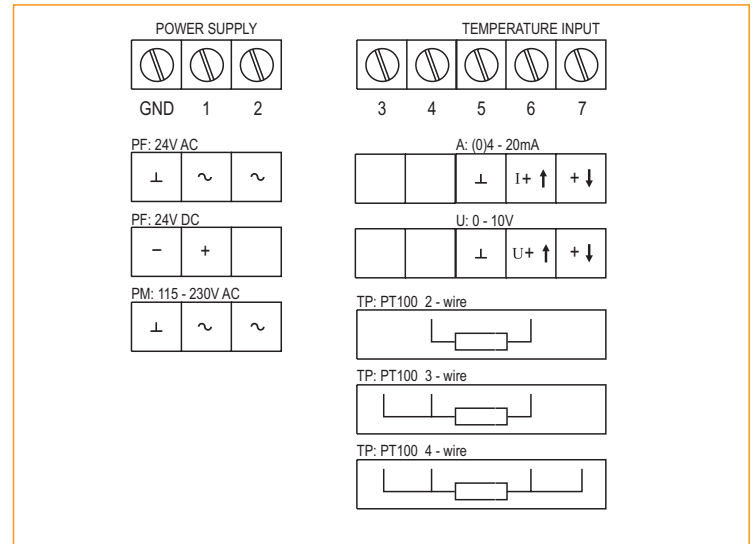 POWER SUPPLY
GND 1 2
PF: 24V AC
⊥ ~ ~
PF: 24V DC
- +
PM: 115 - 230V AC
⊥ ~ ~
TEMPERATURE INPUT
3 4 5 6 7
A: (0)4 - 20mA
⊥ I+ ↑ + ↓
U: 0 - 10V
⊥ U+ ↑ + ↓
TP: PT100 2 - wire
TP: PT100 3 - wire
TP: PT100 4 - wire